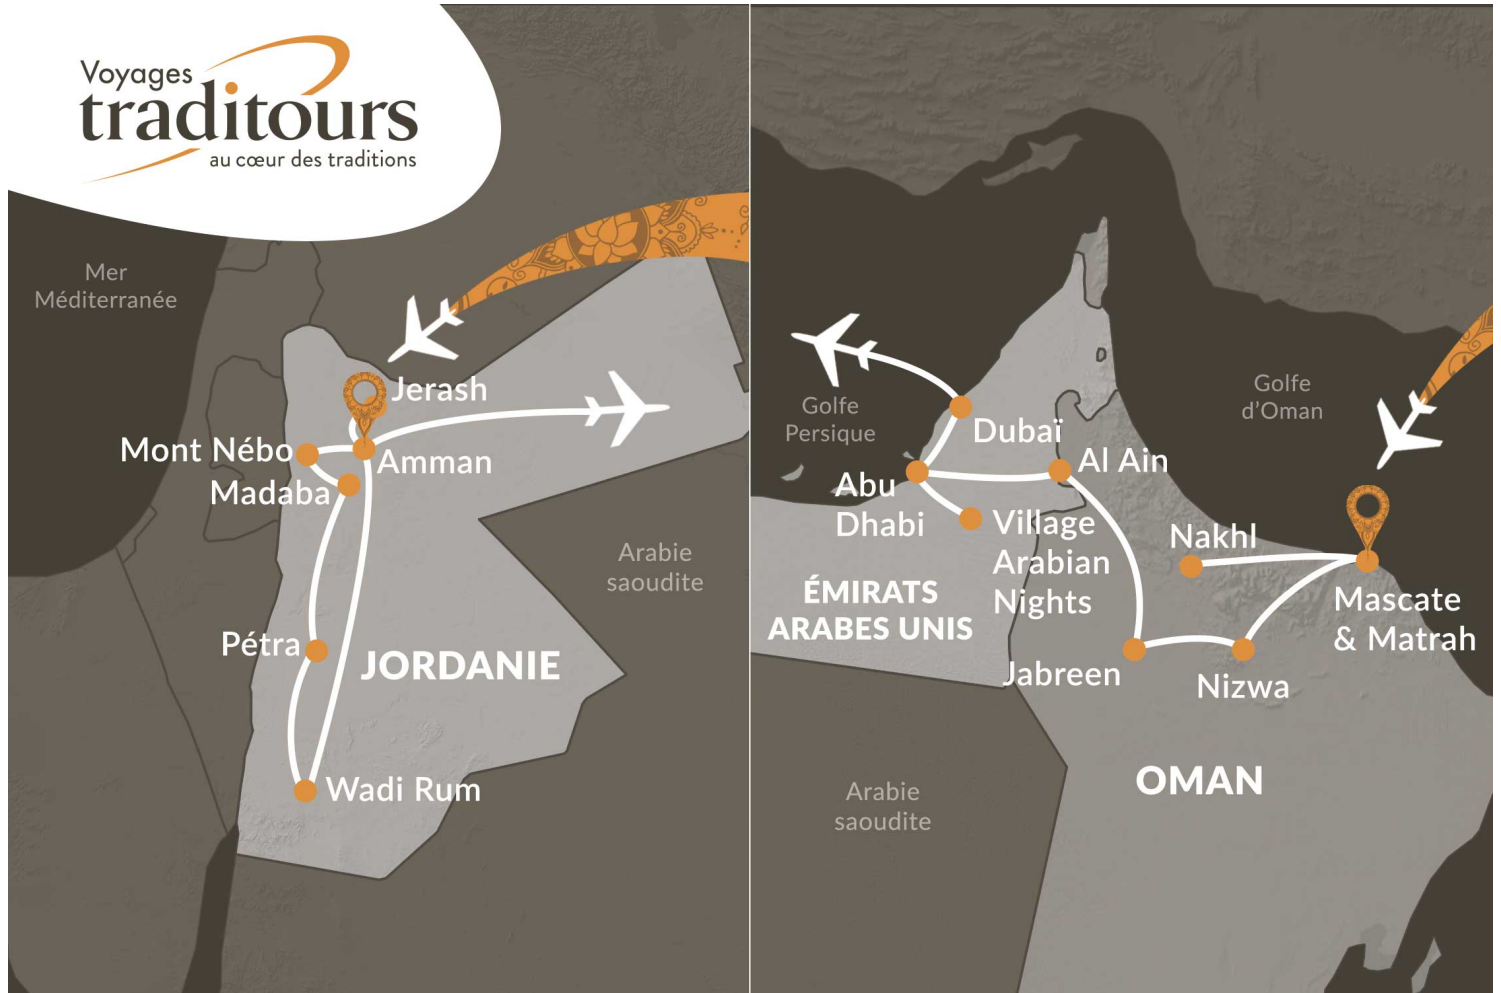 Voyages
traditours
au cœur des traditions
Mer
Méditerranée
Jerash
Mont Nébo
Amman
Madaba
Arabie
saoudite
Pétra
JORDANIE
Wadi Rum
Golfe
Persique
Golfe
d'Oman
Dubaï
Al Ain
Abu
Dhabi
Village
Arabian
Nights
Nakhl
ÉMIRATS
ARABES UNIS
Mascate
& Matrah
Jabreen
Nizwa
OMAN
Arabie
saoudite